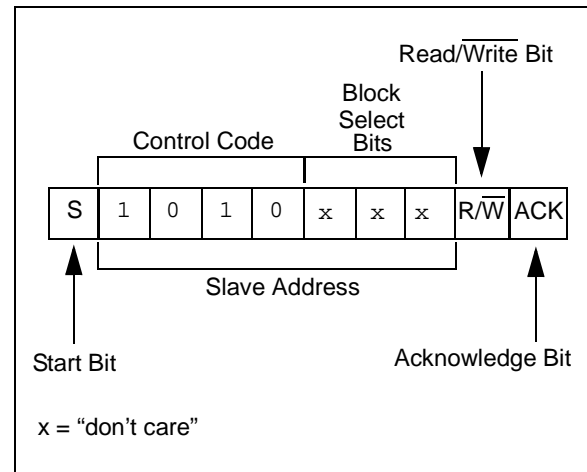 Read/Write Bit
Block
Select
Bits
Control Code
S 1 0 1 0 x x x R/W ACK
Slave Address
Start Bit
Acknowledge Bit
x = “don’t care”